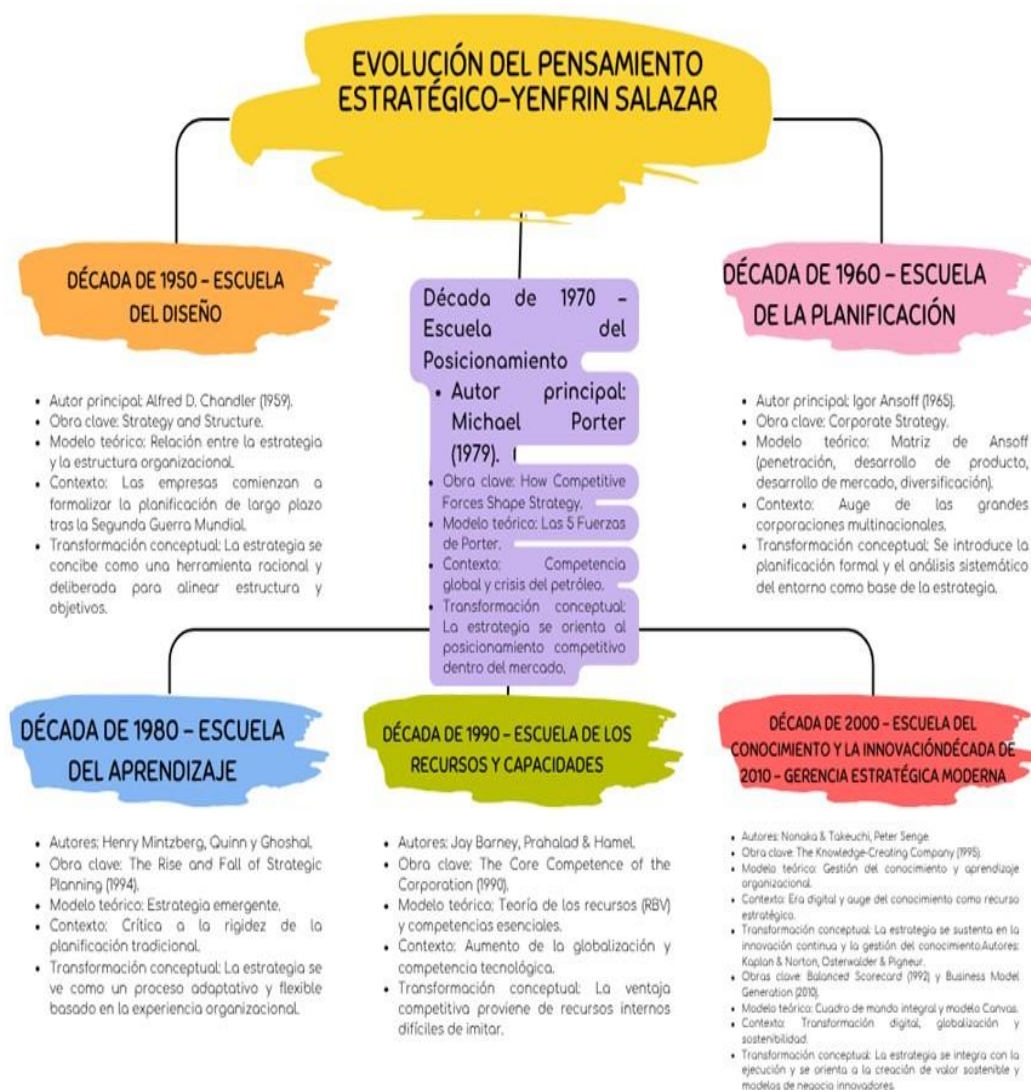 EVOLUCIÓN DEL PENSAMIENTO
ESTRATÉGICO-YENFRIN SALAZAR
DÉCADA DE 1950 – ESCUELA
DEL DISEÑO
• Autor principal: Alfred D. Chandler (1959).
• Obra clave: Strategy and Structure.
• Modelo teórico: Relación entre la estrategia
y la estructura organizacional.
• Contexto: Las empresas comienzan a
formalizar la planificación de largo plazo
tras la Segunda Guerra Mundial.
• Transformación conceptual: La estrategia se
concibe como una herramienta racional y
deliberada para alinear estructura y
objetivos.
Década de 1970 –
Escuela del
Posicionamiento
• Autor principal:
Michael Porter
(1979).
• Obra clave: How Competitive
Forces Shape Strategy.
• Modelo teórico: Las 5 Fuerzas
de Porter.
• Contexto: Competencia
global y crisis del petróleo.
• Transformación conceptual:
La estrategia se orienta al
posicionamiento competitivo
dentro del mercado.
DÉCADA DE 1960 – ESCUELA
DE LA PLANIFICACIÓN
• Autor principal: Igor Ansoff (1965).
• Obra clave: Corporate Strategy.
• Modelo teórico: Matriz de Ansoff
(penetración, desarrollo de producto,
desarrollo de mercado, diversificación).
• Contexto: Auge de las grandes
corporaciones multinacionales.
• Transformación conceptual: Se introduce la
planificación formal y el análisis sistemático
del entorno como base de la estrategia.
DÉCADA DE 1980 – ESCUELA
DEL APRENDIZAJE
• Autores: Henry Mintzberg, Quinn y Ghoshal.
• Obra clave: The Rise and Fall of Strategic
Planning (1994).
• Modelo teórico: Estrategia emergente.
• Contexto: Crítica a la rigidez de la
planificación tradicional.
• Transformación conceptual: La estrategia se
ve como un proceso adaptativo y flexible
basado en la experiencia organizacional.
DÉCADA DE 1990 – ESCUELA DE LOS
RECURSOS Y CAPACIDADES
• Autores: Jay Barney, Prahalad & Hamel.
• Obra clave: The Core Competence of the
Corporation (1990).
• Modelo teórico: Teoría de los recursos (RBV)
y competencias esenciales.
• Contexto: Aumento de la globalización y
competencia tecnológica.
• Transformación conceptual: La ventaja
competitiva proviene de recursos internos
difíciles de imitar.
DÉCADA DE 2000 – ESCUELA DEL
CONOCIMIENTO Y LA INNOVACIÓNDÉCADA DE
2010 – GERENCIA ESTRATÉGICA MODERNA
• Autores: Nonaka & Takeuchi, Peter Senge.
• Obra clave: The Knowledge-Creating Company (1995).
• Modelo teórico: Gestión del conocimiento y aprendizaje
organizacional.
• Contexto: Era digital y auge del conocimiento como recurso
estratégico.
• Transformación conceptual: La estrategia se sustenta en la
innovación continua y la gestión del conocimiento.Autores:
Kaplan & Norton, Osterwalder & Pigneur.
• Obras clave: Balanced Scorecard (1992) y Business Model
Generation (2010).
• Modelo teórico: Cuadro de mando integral y modelo Canvas.
• Contexto: Transformación digital, globalización y
sostenibilidad.
• Transformación conceptual: La estrategia se integra con la
ejecución y se orienta a la creación de valor sostenible y
modelos de negocio innovadores.